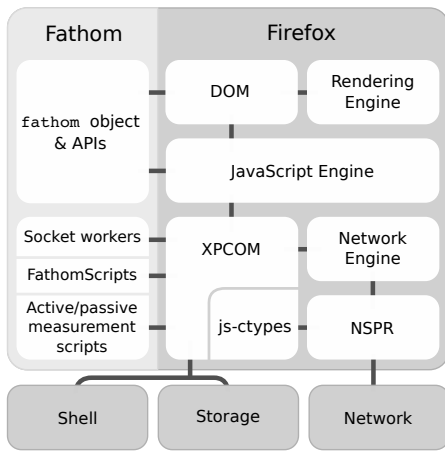 Fathom
Firefox
fathom object
& APIs
DOM
Rendering
Engine
JavaScript Engine
Socket workers
FathomScripts
Active/passive
measurement
scripts
XPCOM
Network
Engine
js-ctypes
NSPR
Shell
Storage
Network